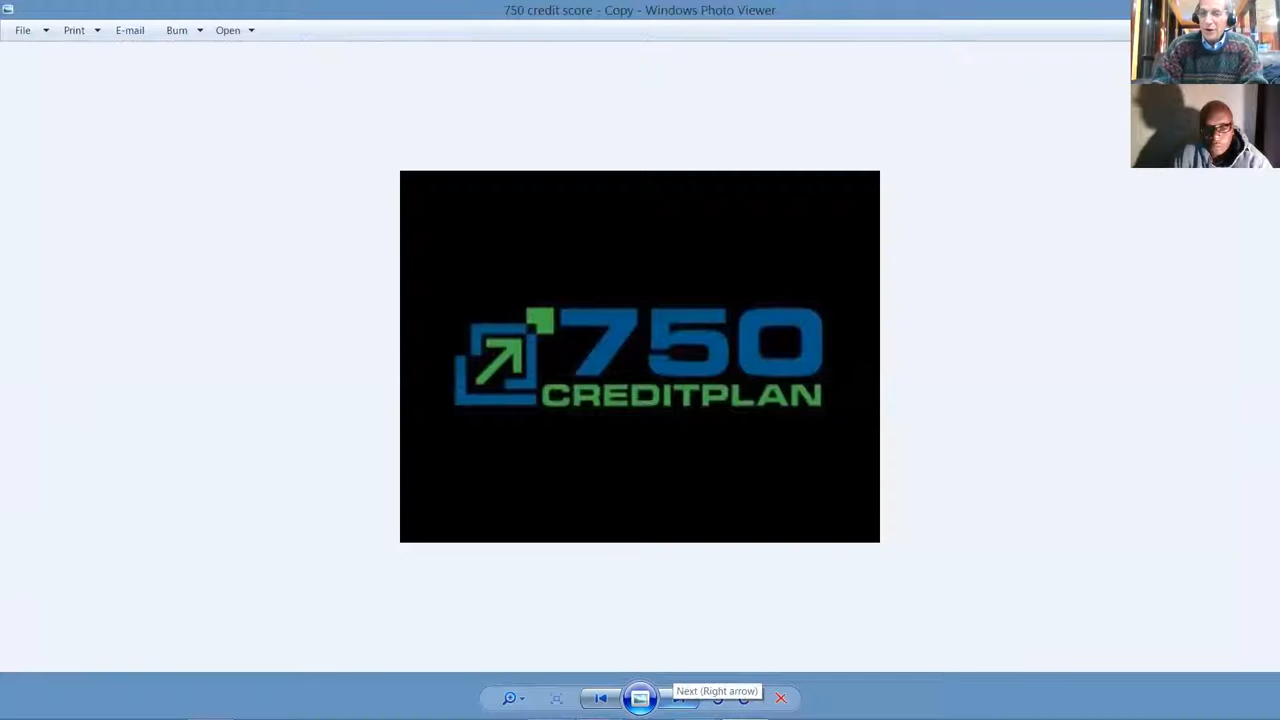 750 credit score - Copy - Windows Photo Viewer
File Print E-mail Burn Open
750
CREDITPLAN
Next (Right arrow)